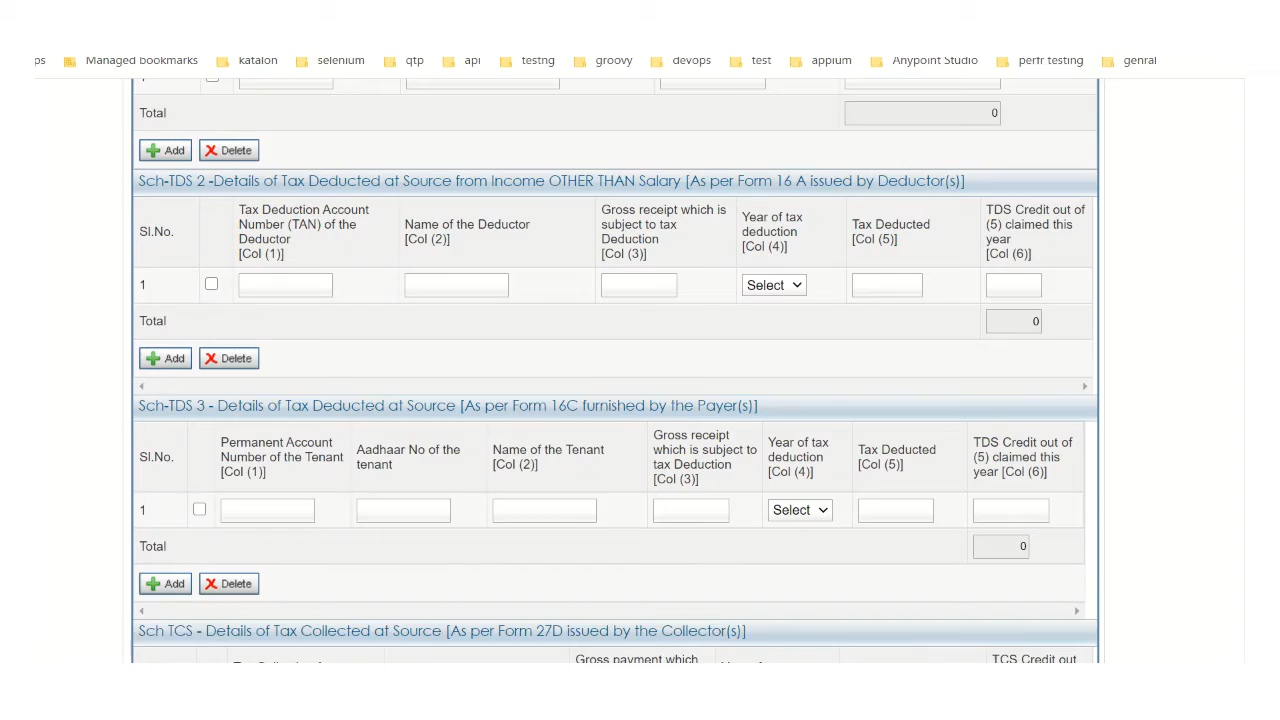 ps Managed bookmarks katalon selenium qtp api testng groovy devops test appium Anypoint Studio perfr testing genral
Total 0
Add Delete
Sch-TDS 2 -Details of Tax Deducted at Source from Income OTHER THAN Salary [As per Form 16 A issued by Deductor(s)]
Sl.No.
Tax Deduction Account
Number (TAN) of the
Deductor
[Col (1)]
Name of the Deductor
[Col (2)]
Gross receipt which is
subject to tax
Deduction
[Col (3)]
Year of tax
deduction
[Col (4)]
Tax Deducted
[Col (5)]
TDS Credit out of
(5) claimed this
year
[Col (6)]
1 Select
Total 0
Add Delete
Sch-TDS 3 - Details of Tax Deducted at Source [As per Form 16C furnished by the Payer(s)]
Sl.No.
Permanent Account
Number of the Tenant
[Col (1)]
Aadhaar No of the
tenant
Name of the Tenant
[Col (2)]
Gross receipt
which is subject to
tax Deduction
[Col (3)]
Year of tax
deduction
[Col (4)]
Tax Deducted
[Col (5)]
TDS Credit out of
(5) claimed this
year [Col (6)]
1 Select
Total 0
Add Delete
Sch TCS - Details of Tax Collected at Source [As per Form 27D issued by the Collector(s)]
Gross payment which
TCS Credit out